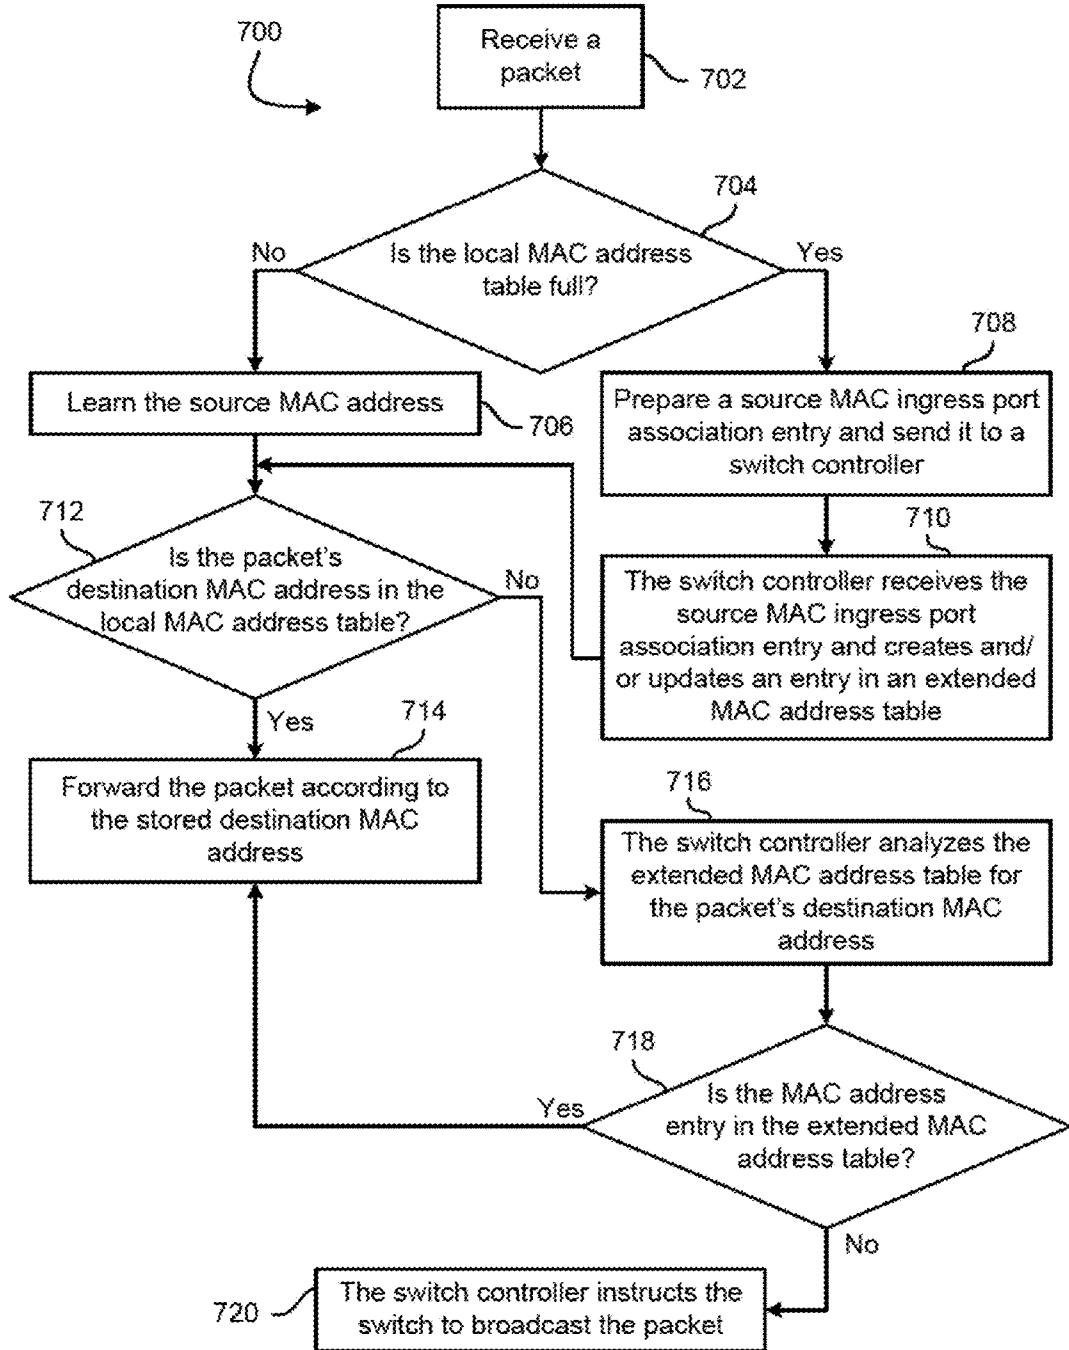 700
Receive a
packet
702
704
Is the local MAC address
table full?
No
Yes
706
Learn the source MAC address
708
Prepare a source MAC ingress port
association entry and send it to a
switch controller
710
The switch controller receives the
source MAC ingress port
association entry and creates and/
or updates an entry in an extended
MAC address table
712
Is the packet's
destination MAC address in the
local MAC address table?
No
Yes
714
Forward the packet according to
the stored destination MAC
address
716
The switch controller analyzes the
extended MAC address table for
the packet's destination MAC
address
718
Is the MAC address
entry in the extended MAC
address table?
Yes
No
720
The switch controller instructs the
switch to broadcast the packet